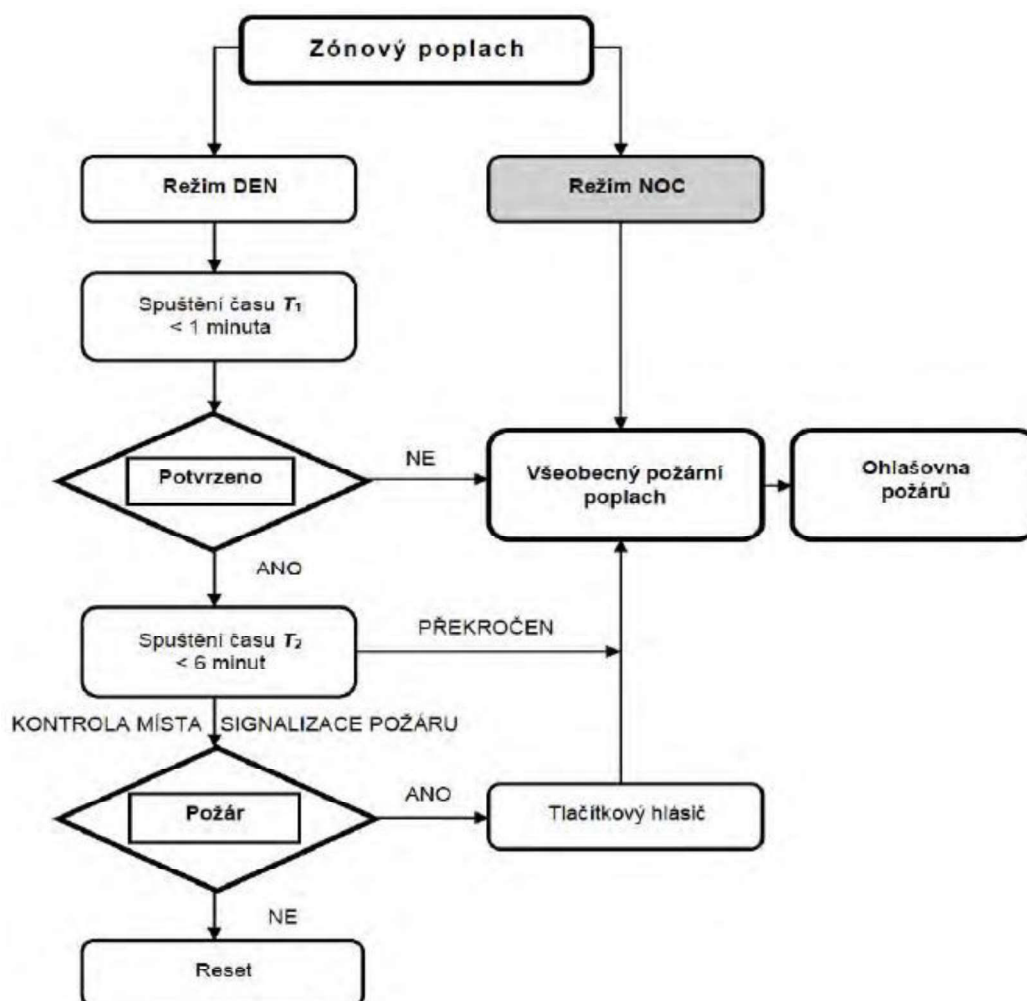 Zónový poplach
Režim DEN
Režim NOC
Spuštění času T1
< 1 minuta
Potvrzeno
NE
Všeobecný požární
poplach
Ohlašovna
požárů
ANO
Spuštění času T2
< 6 minut
PŘEKROČEN
KONTROLA MÍSTA SIGNALIZACE POŽÁRU
Požár
ANO
Tlačítkový hlásič
NE
Reset